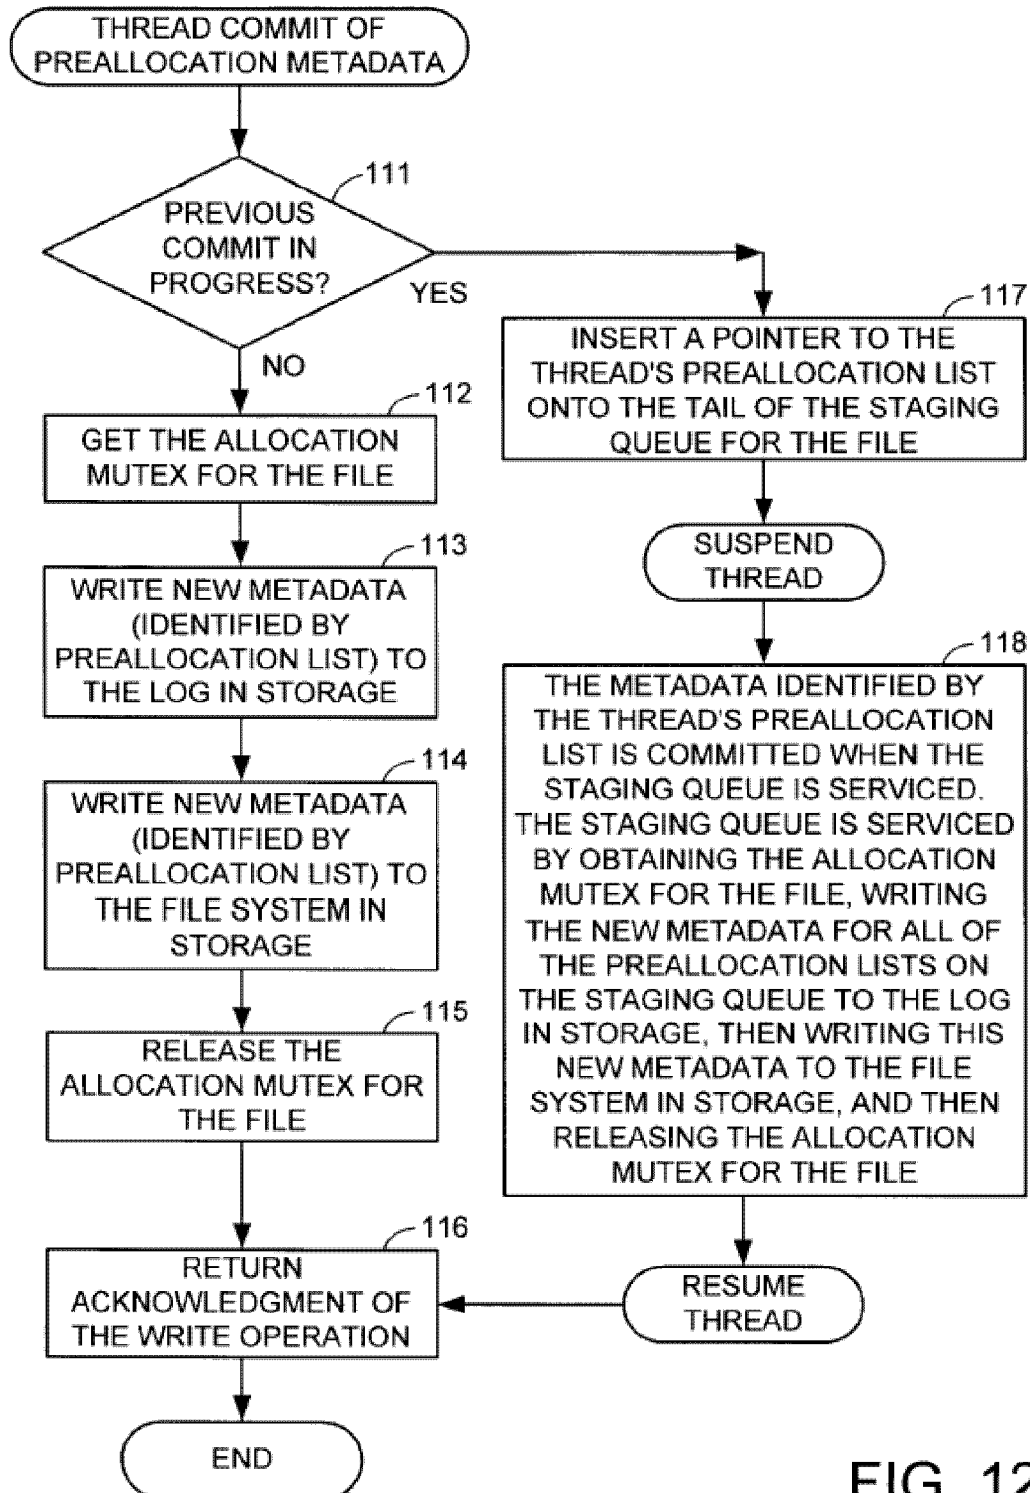 THREAD COMMIT OF
PREALLOCATION METADATA
111
PREVIOUS
COMMIT IN
PROGRESS?
YES
NO
112
GET THE ALLOCATION
MUTEX FOR THE FILE
113
WRITE NEW METADATA
(IDENTIFIED BY
PREALLOCATION LIST) TO
THE LOG IN STORAGE
114
WRITE NEW METADATA
(IDENTIFIED BY
PREALLOCATION LIST) TO
THE FILE SYSTEM IN
STORAGE
115
RELEASE THE
ALLOCATION MUTEX FOR
THE FILE
116
RETURN
ACKNOWLEDGMENT OF
THE WRITE OPERATION
END
117
INSERT A POINTER TO THE
THREAD'S PREALLOCATION LIST
ONTO THE TAIL OF THE STAGING
QUEUE FOR THE FILE
SUSPEND
THREAD
118
THE METADATA IDENTIFIED BY
THE THREAD'S PREALLOCATION
LIST IS COMMITTED WHEN THE
STAGING QUEUE IS SERVICED.
THE STAGING QUEUE IS SERVICED
BY OBTAINING THE ALLOCATION
MUTEX FOR THE FILE, WRITING
THE NEW METADATA FOR ALL OF
THE PREALLOCATION LISTS ON
THE STAGING QUEUE TO THE LOG
IN STORAGE, THEN WRITING THIS
NEW METADATA TO THE FILE
SYSTEM IN STORAGE, AND THEN
RELEASING THE ALLOCATION
MUTEX FOR THE FILE
RESUME
THREAD
FIG. 12